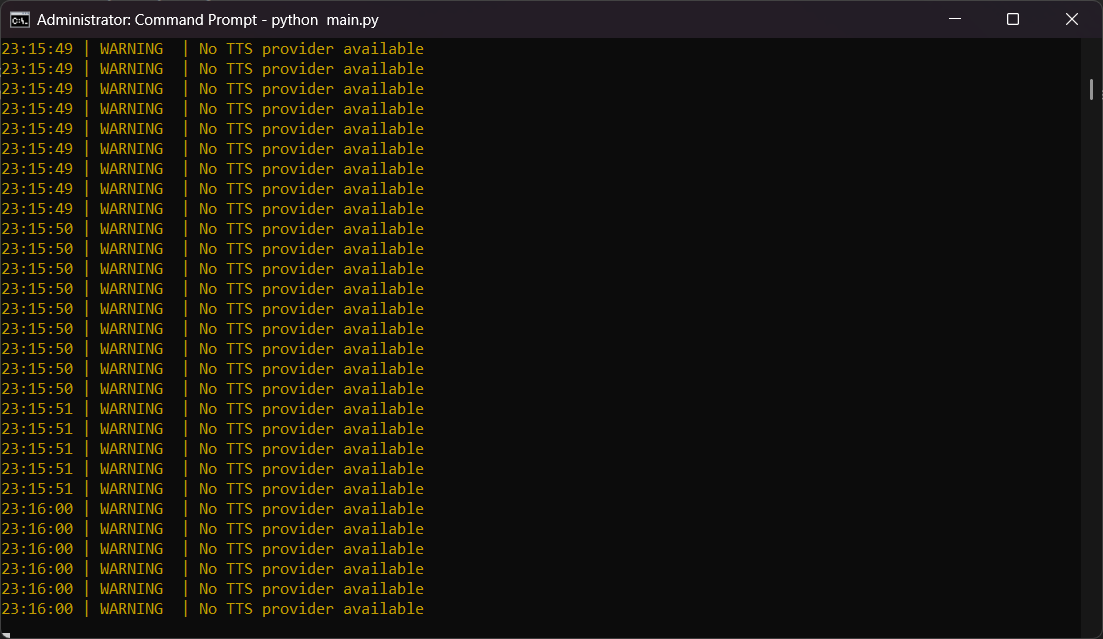 Administrator: Command Prompt - python  main.py
23:15:49 | WARNING  | No TTS provider available
23:15:49 | WARNING  | No TTS provider available
23:15:49 | WARNING  | No TTS provider available
23:15:49 | WARNING  | No TTS provider available
23:15:49 | WARNING  | No TTS provider available
23:15:49 | WARNING  | No TTS provider available
23:15:49 | WARNING  | No TTS provider available
23:15:49 | WARNING  | No TTS provider available
23:15:49 | WARNING  | No TTS provider available
23:15:50 | WARNING  | No TTS provider available
23:15:50 | WARNING  | No TTS provider available
23:15:50 | WARNING  | No TTS provider available
23:15:50 | WARNING  | No TTS provider available
23:15:50 | WARNING  | No TTS provider available
23:15:50 | WARNING  | No TTS provider available
23:15:50 | WARNING  | No TTS provider available
23:15:50 | WARNING  | No TTS provider available
23:15:50 | WARNING  | No TTS provider available
23:15:51 | WARNING  | No TTS provider available
23:15:51 | WARNING  | No TTS provider available
23:15:51 | WARNING  | No TTS provider available
23:15:51 | WARNING  | No TTS provider available
23:15:51 | WARNING  | No TTS provider available
23:16:00 | WARNING  | No TTS provider available
23:16:00 | WARNING  | No TTS provider available
23:16:00 | WARNING  | No TTS provider available
23:16:00 | WARNING  | No TTS provider available
23:16:00 | WARNING  | No TTS provider available
23:16:00 | WARNING  | No TTS provider available